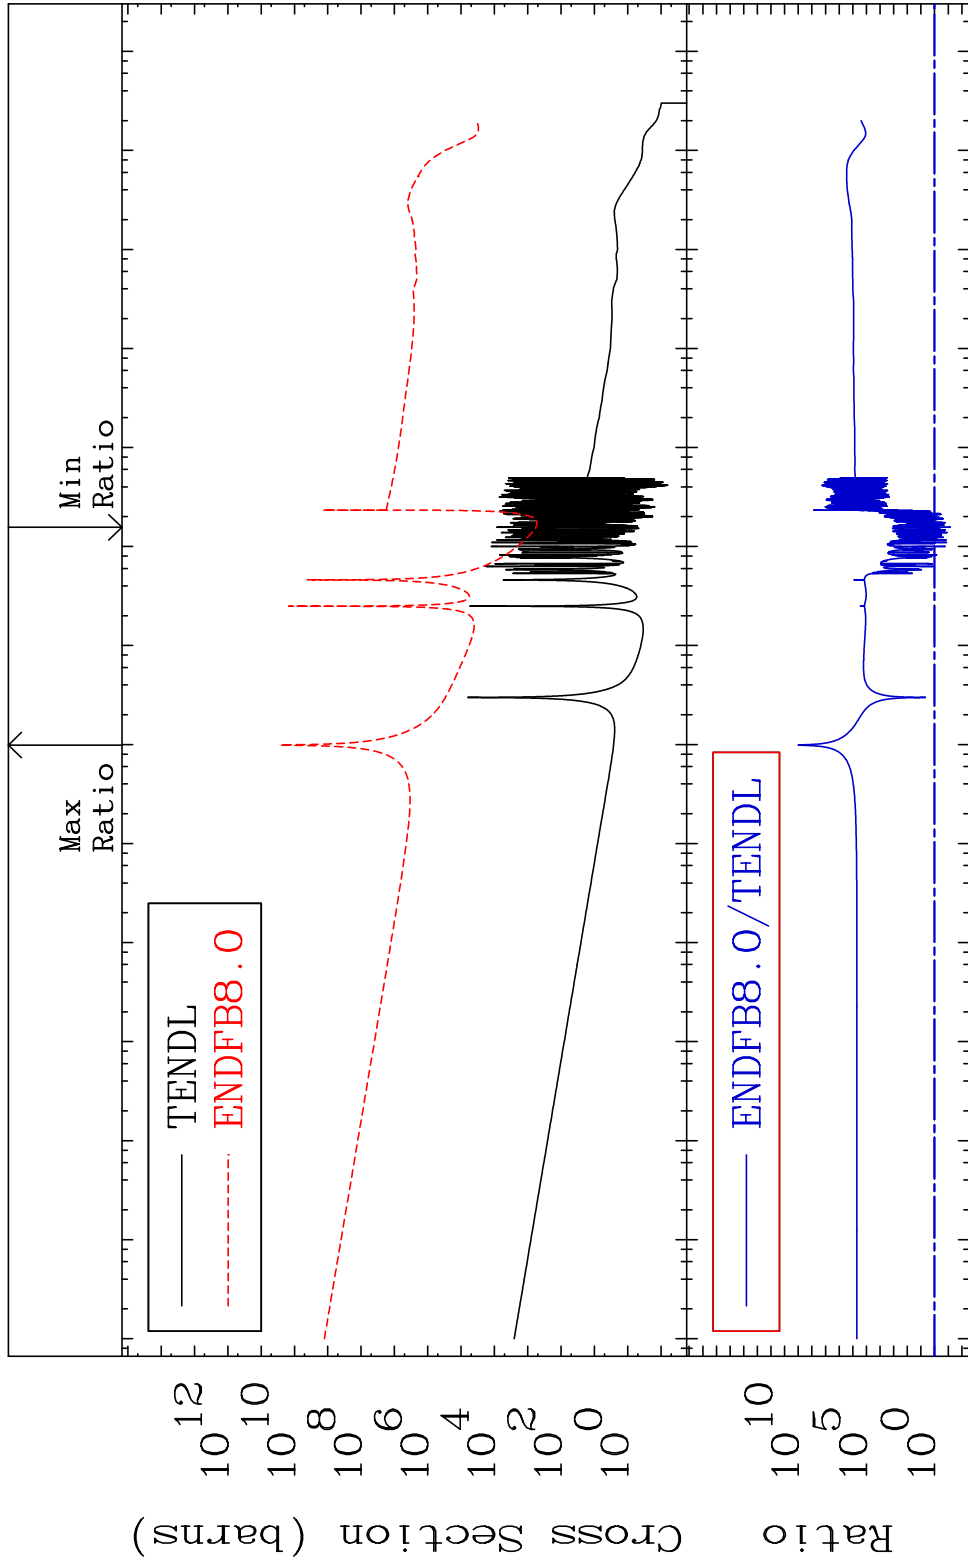 Max
Ratio
Min
Ratio
TENDL
ENDFB8.0
10 12
10 10
10 8
10 6
10 4
10 2
10 0
Cross Section (barns)
ENDFB8.0/TENDL
10 10
10 5
10 0
Ratio